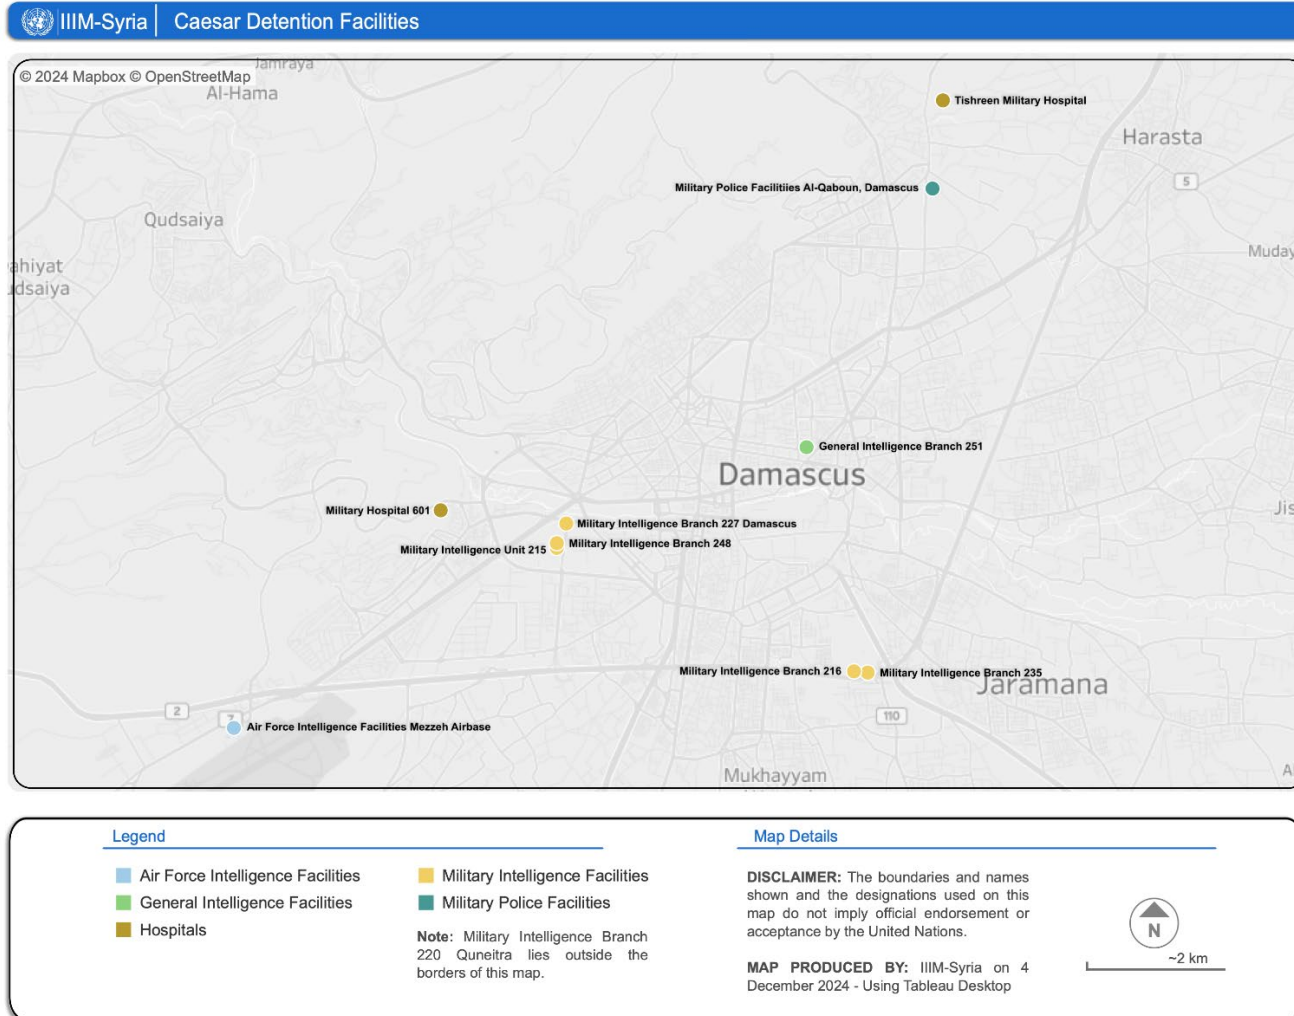 IIIM-Syria | Caesar Detention Facilities
© 2024 Mapbox © OpenStreetMap
Jamraya
Al-Hama
Tishreen Military Hospital
Harasta
5
Military Police Facilitiies Al-Qaboun, Damascus
Qudsaiya
Muday
ahiyat
udsaiya
General Intelligence Branch 251
Damascus
Military Hospital 601
Jis
Military Intelligence Branch 227 Damascus
Military Intelligence Branch 248
Military Intelligence Unit 215
Military Intelligence Branch 216
Military Intelligence Branch 235
Jaramana
2
7
110
Air Force Intelligence Facilities Mezzeh Airbase
Mukhayyam
A
Legend
Air Force Intelligence Facilities
General Intelligence Facilities
Hospitals
Military Intelligence Facilities
Military Police Facilities
Note: Military Intelligence Branch
220 Quneitra lies outside the
borders of this map.
Map Details
DISCLAIMER: The boundaries and names
shown and the designations used on this
map do not imply official endorsement or
acceptance by the United Nations.
MAP PRODUCED BY: IIIM-Syria on 4
December 2024 - Using Tableau Desktop
N
~2 km